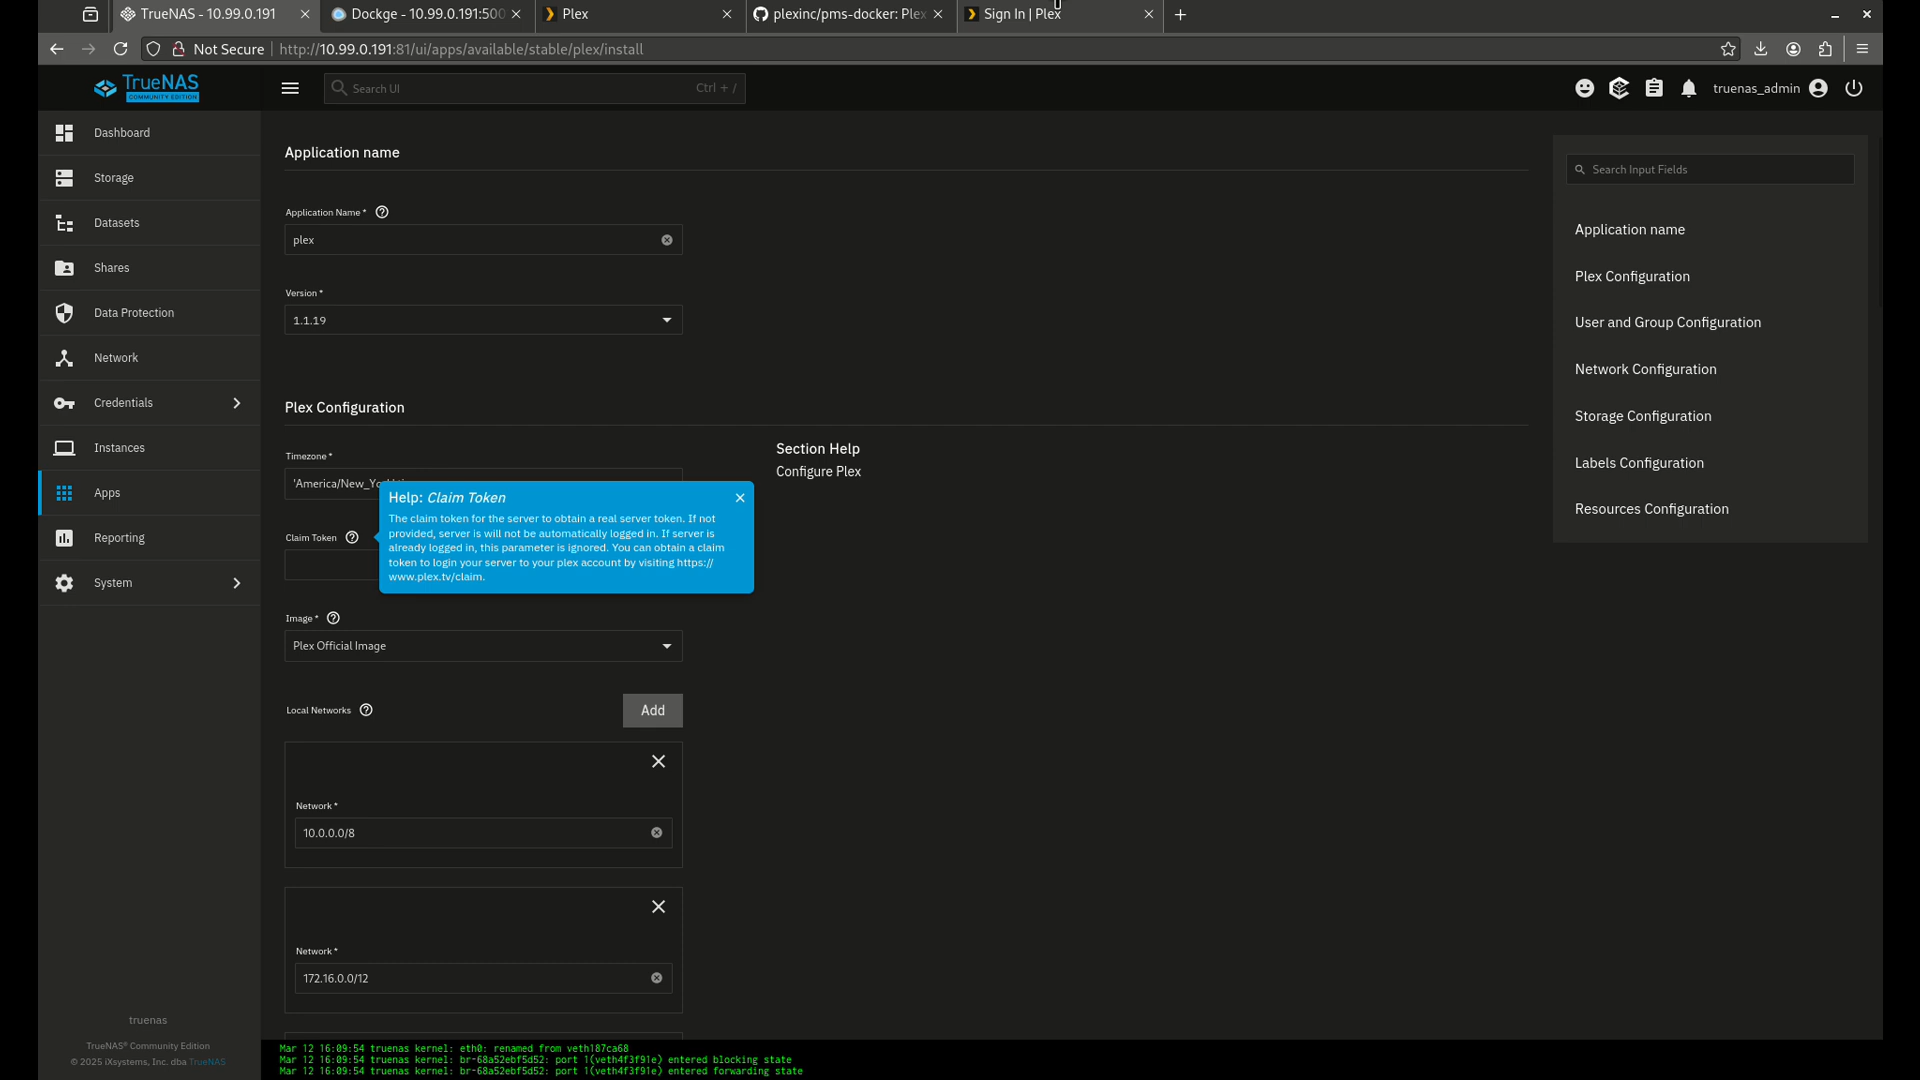 TrueNAS - 10.99.0.191
Dockge - 10.99.0.191:500
Plex
plexinc/pms-docker: Plex
Sign In | Plex
Not Secure
http://10.99.0.191:81/ui/apps/available/stable/plex/install
TrueNAS
COMMUNITY EDITION
Search UI
Ctrl + /
truenas_admin
Dashboard
Storage
Datasets
Shares
Data Protection
Network
Credentials
Instances
Apps
Reporting
System
truenas
TrueNAS® Community Edition
© 2025 iXsystems, Inc. dba TrueNAS
Application name
Application Name *
plex
Version *
1.1.19
Plex Configuration
Timezone *
'America/New_Yo
Section Help
Configure Plex
Claim Token
Help: Claim Token
The claim token for the server to obtain a real server token. If not
provided, server is will not be automatically logged in. If server is
already logged in, this parameter is ignored. You can obtain a claim
token to login your server to your plex account by visiting https://
www.plex.tv/claim.
Image *
Plex Official Image
Local Networks
Add
Network *
10.0.0.0/8
Network *
172.16.0.0/12
Search Input Fields
Application name
Plex Configuration
User and Group Configuration
Network Configuration
Storage Configuration
Labels Configuration
Resources Configuration
Mar 12 16:09:54 truenas kernel: eth0: renamed from veth187ca68
Mar 12 16:09:54 truenas kernel: br-68a52ebf5d52: port 1(veth4f3f91e) entered blocking state
Mar 12 16:09:54 truenas kernel: br-68a52ebf5d52: port 1(veth4f3f91e) entered forwarding state